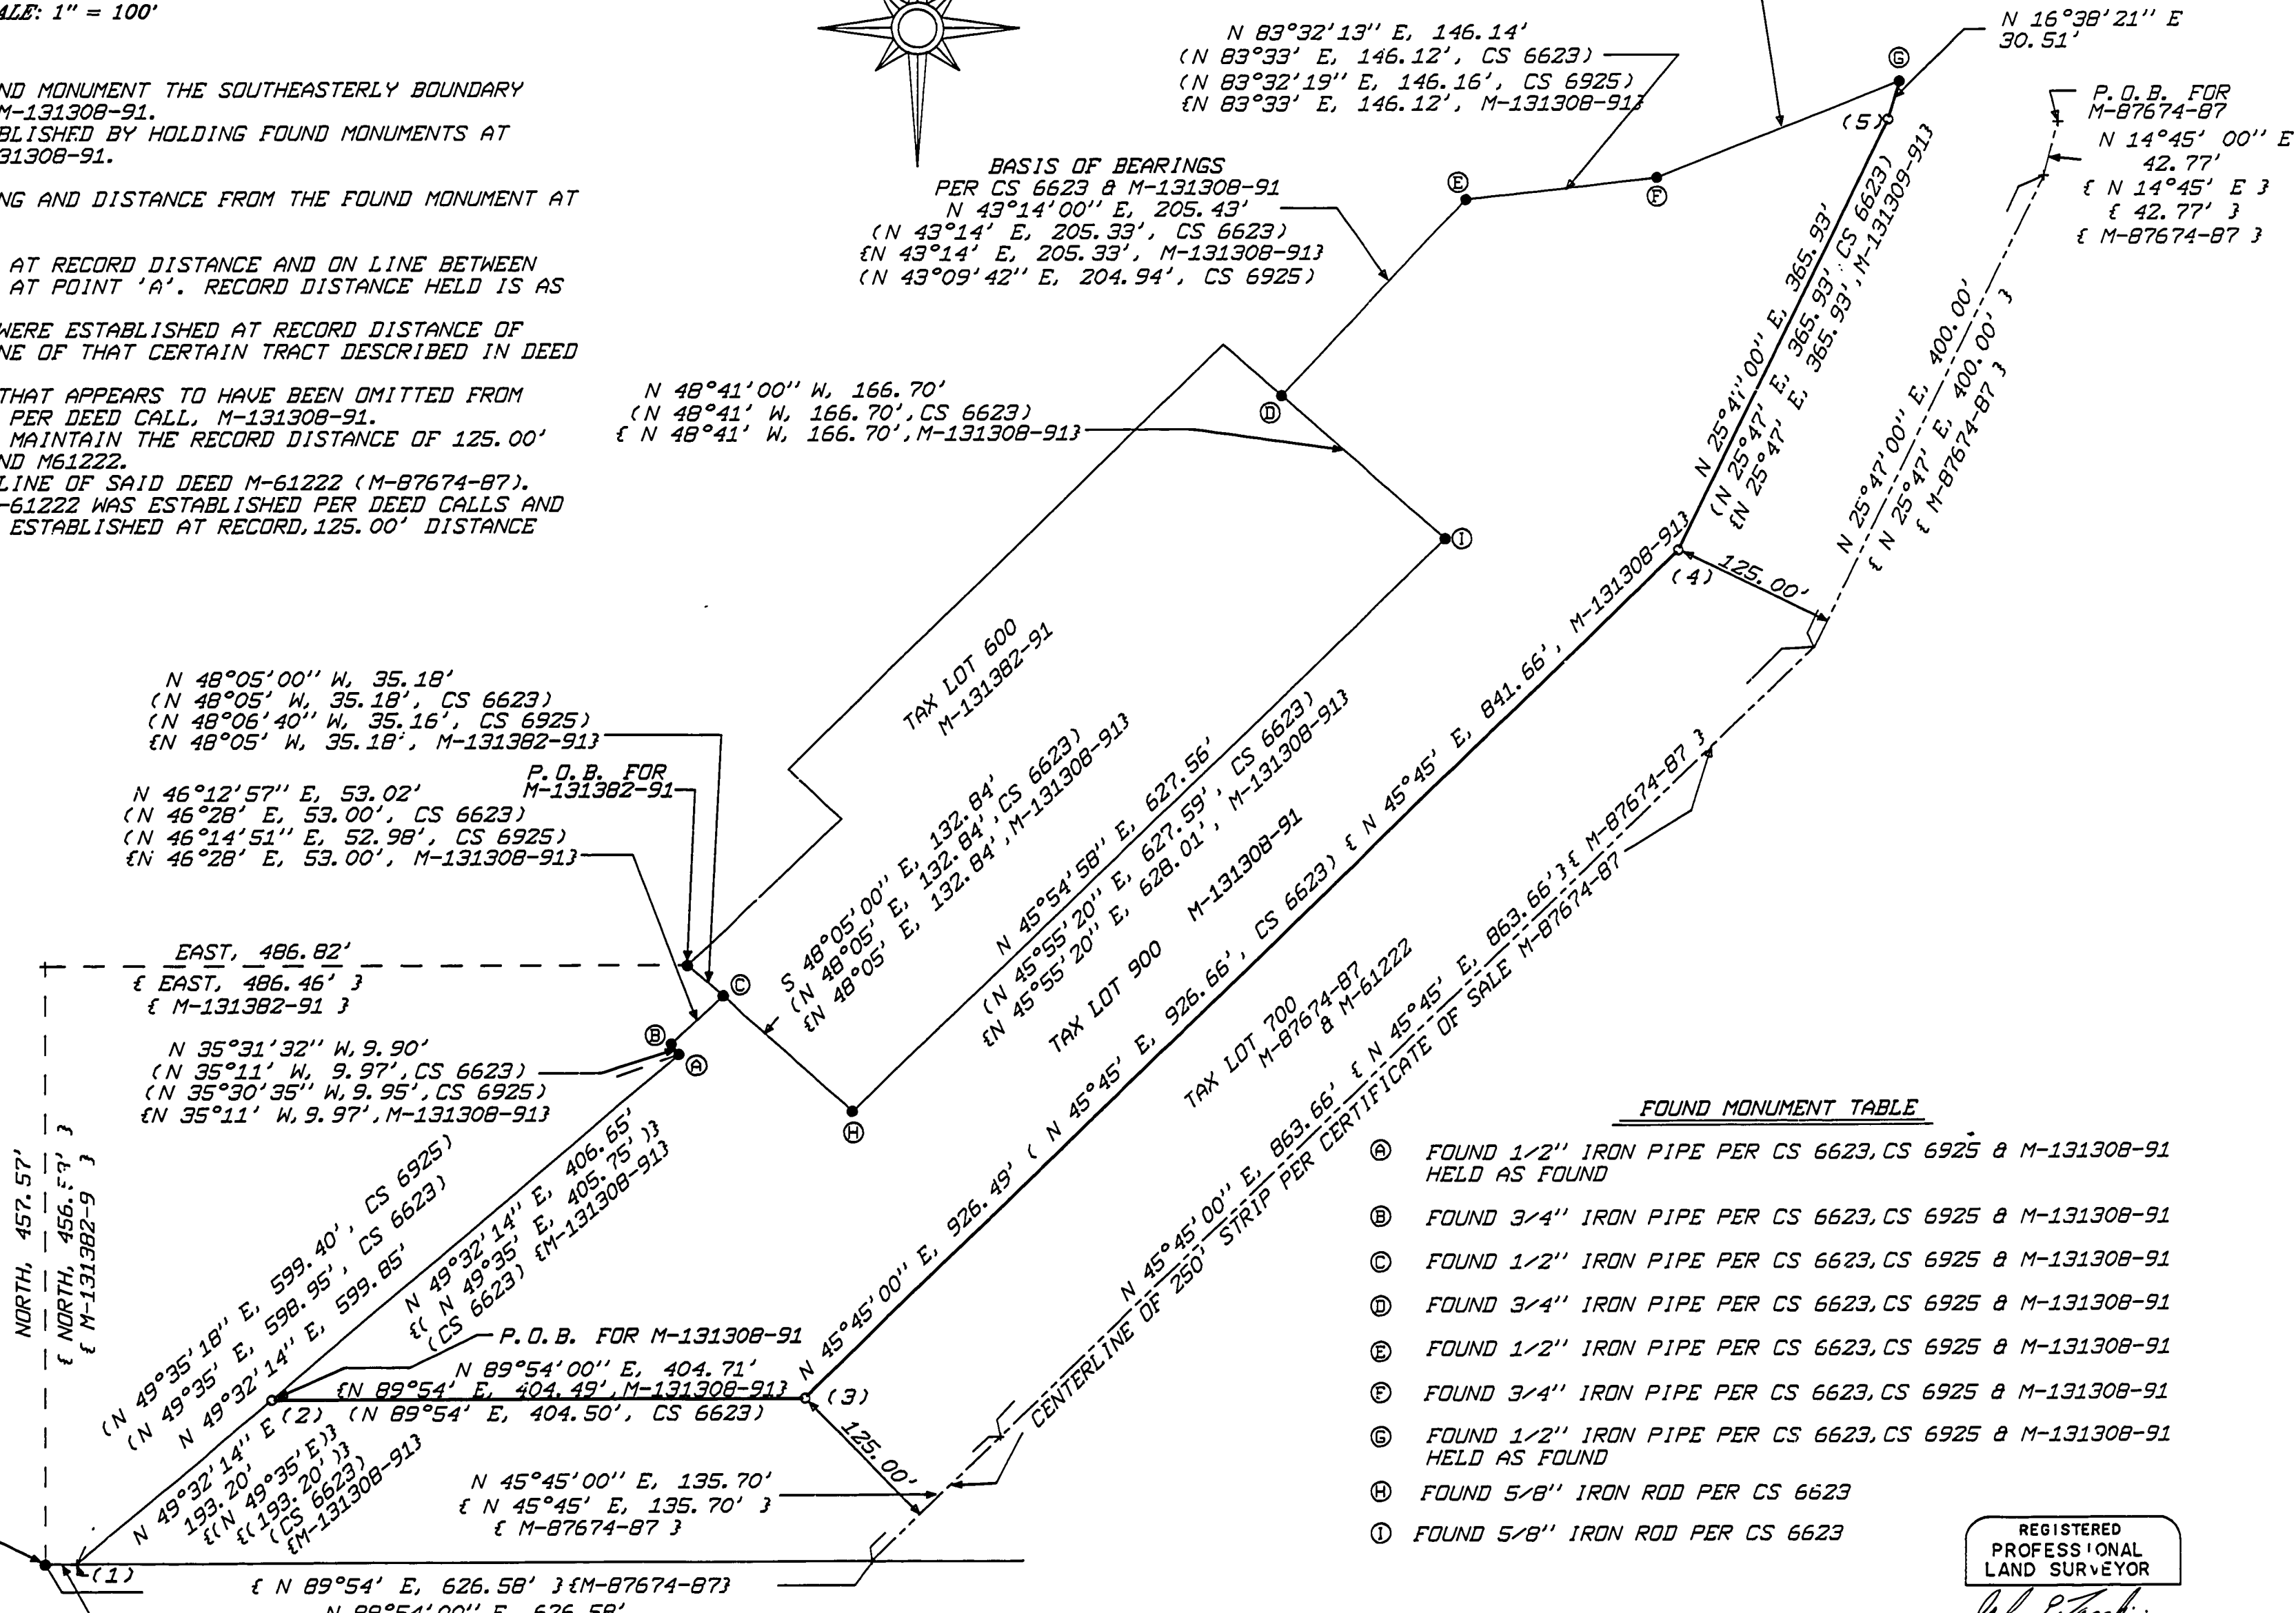 ALE: 1" = 100'
ND MONUMENT THE SOUTHEASTERLY BOUNDARY
M-131308-91.
BLISHED BY HOLDING FOUND MONUMENTS AT
31308-91.
NG AND DISTANCE FROM THE FOUND MONUMENT AT
AT RECORD DISTANCE AND ON LINE BETWEEN
AT POINT 'A'. RECORD DISTANCE HELD IS AS
WERE ESTABLISHED AT RECORD DISTANCE OF
NE OF THAT CERTAIN TRACT DESCRIBED IN DEED
THAT APPEARS TO HAVE BEEN OMITTED FROM
PER DEED CALL, M-131308-91.
MAINTAIN THE RECORD DISTANCE OF 125.00'
ND M61222.
LINE OF SAID DEED M-61222 (M-87674-87).
-61222 WAS ESTABLISHED PER DEED CALLS AND
ESTABLISHED AT RECORD, 125.00' DISTANCE
N 83°32'13" E, 146.14'
(N 83°33' E, 146.12', CS 6623)
(N 83°32'19" E, 146.16', CS 6925)
{N 83°33' E, 146.12', M-131308-91}
N 16°38'21" E
30.51'
G
(5)
P.O.B. FOR
M-87674-87
N 14°45' 00" E
42.77'
{ N 14°45' E }
{ 42.77' }
{ M-87674-87 }
BASIS OF BEARINGS
PER CS 6623 & M-131308-91
N 43°14'00" E, 205.43'
(N 43°14' E, 205.33', CS 6623)
{N 43°14' E, 205.33', M-131308-91}
(N 43°09'42" E, 204.94', CS 6925)
E
F
N 25°47'00" E, 365.93'
(N 25°47' E, 365.93' CS 6623)
{N 25°47' E, 365.93', M-131309-91}
N 25°47'00" E, 400.00'
{ N 25°47' E, 400.00' }
{ M-87674-87 }
N 48°41'00" W, 166.70'
(N 48°41' W, 166.70', CS 6623)
{ N 48°41' W, 166.70', M-131308-91}
D
I
(4)
125.00'
TAX LOT 600
M-131382-91
N 48°05'00" W, 35.18'
(N 48°05' W, 35.18', CS 6623)
(N 48°06'40" W, 35.16', CS 6925)
{N 48°05' W, 35.18', M-131382-91}
P.O.B. FOR
M-131382-91
N 46°12'57" E, 53.02'
(N 46°28' E, 53.00', CS 6623)
(N 46°14'51" E, 52.98', CS 6925)
{N 46°28' E, 53.00', M-131308-91}
S 48°05'00" E, 132.84'
(N 48°05' E, 132.84', CS 6623)
{N 48°05' E, 132.84', M-131308-91}
N 45°54'58" E, 627.56'
(N 45°55'20" E, 627.59', CS 6623)
{N 45°55'20" E, 628.01', M-131308-91}
TAX LOT 900 M-131308-91
EAST, 486.82'
{ EAST, 486.46' }
{ M-131382-91 }
C
B
A
H
N 35°31'32" W, 9.90'
(N 35°11' W, 9.97', CS 6623)
(N 35°30'35" W, 9.95', CS 6925)
{N 35°11' W, 9.97', M-131308-91}
NORTH, 457.57'
{ NORTH, }
{ M-131382-9 }
(N 49°35'18" E, 599.40', CS 6925)
(N 49°35' E, 598.95', CS 6623)
N 49°32'14" E, 599.85'
N 49°32'14" E, 406.65'
{( N 49°35' E, 405.75' )}
(CS 6623) {M-131308-91}
N 45°45'00" E, 926.49' ( N 45°45' E, 926.66', CS 6623) { N 45°45' E, 841.66', M-131308-91}
TAX LOT 700
M-87674-87
& M-61222
N 45°45'00" E, 863.66' { N 45°45' E, 863.66'}{ M-87674-87 }
CENTERLINE OF 250' STRIP PER CERTIFICATE OF SALE M-87674-87
P.O.B. FOR M-131308-91
N 89°54'00" E, 404.71'
{N 89°54' E, 404.49', M-131308-91}
(2) (N 89°54' E, 404.50', CS 6623)
(3)
125.00'
N 49°32'14" E
193.20'
{(N 49°35'E)}
{(193.20' )}
(CS 6623)
{M-131308-91}
N 45°45'00" E, 135.70'
{ N 45°45' E, 135.70' }
{ M-87674-87 }
(1)
{ N 89°54' E, 626.58' }{M-87674-87}
N 89°54'00" E, 626.58'
FOUND MONUMENT TABLE
A FOUND 1/2" IRON PIPE PER CS 6623, CS 6925 & M-131308-91
HELD AS FOUND
B FOUND 3/4" IRON PIPE PER CS 6623, CS 6925 & M-131308-91
C FOUND 1/2" IRON PIPE PER CS 6623, CS 6925 & M-131308-91
D FOUND 3/4" IRON PIPE PER CS 6623, CS 6925 & M-131308-91
E FOUND 1/2" IRON PIPE PER CS 6623, CS 6925 & M-131308-91
F FOUND 3/4" IRON PIPE PER CS 6623, CS 6925 & M-131308-91
G FOUND 1/2" IRON PIPE PER CS 6623, CS 6925 & M-131308-91
HELD AS FOUND
H FOUND 5/8" IRON ROD PER CS 6623
I FOUND 5/8" IRON ROD PER CS 6623
REGISTERED
PROFESSIONAL
LAND SURVEYOR